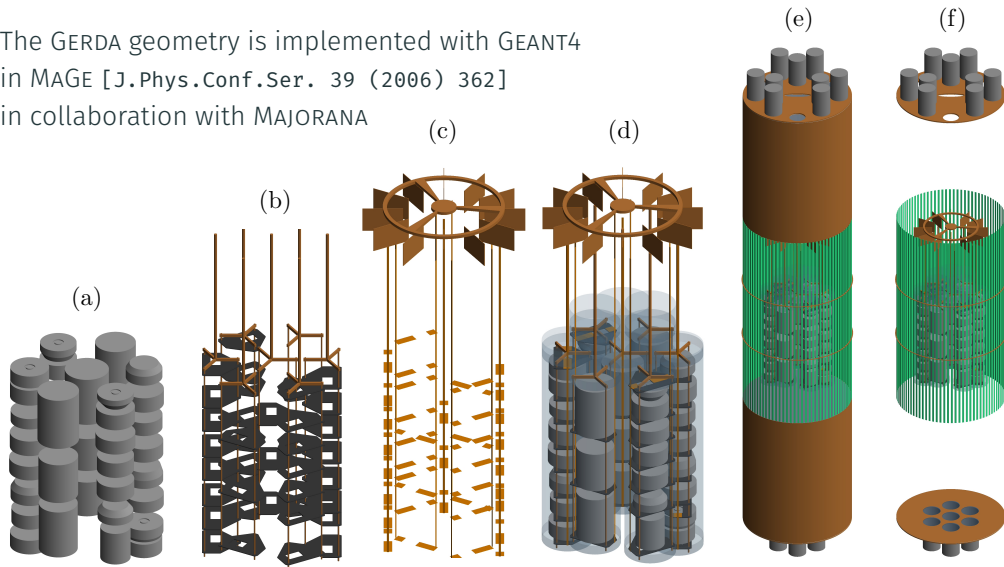 The GERDA geometry is implemented with GEANT4
in MAGE [J.Phys.Conf.Ser. 39 (2006) 362]
in collaboration with MAJORANA
(a)
(b)
(c)
(d)
(e)
(f)